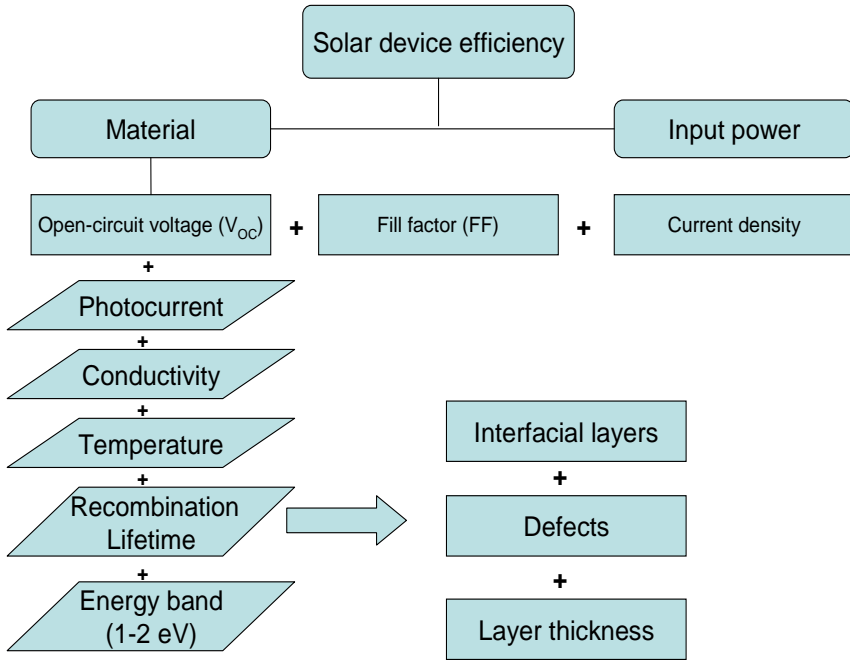 Solar device efficiency
Material
Input power
Open-circuit voltage (V_OC)
+
Fill factor (FF)
+
Current density
+
Photocurrent
+
Conductivity
+
Temperature
+
Recombination
Lifetime
+
Energy band
(1-2 eV)
Interfacial layers
+
Defects
+
Layer thickness